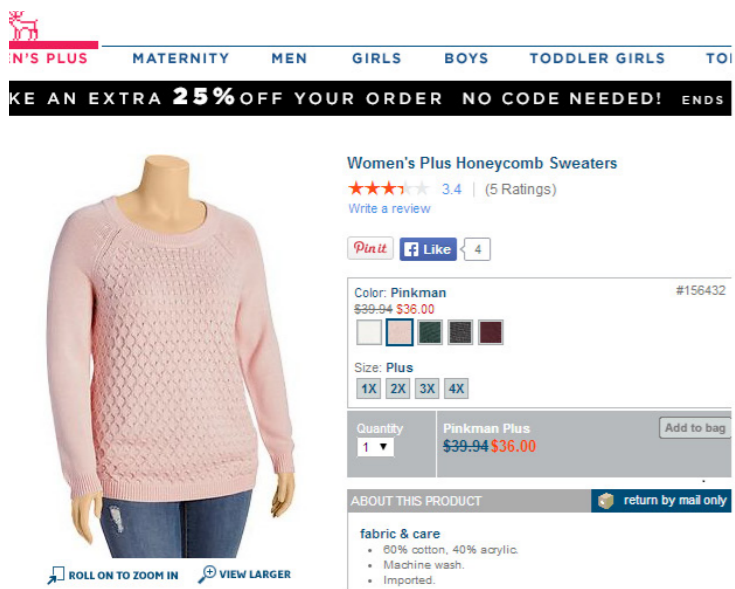 N'S PLUS MATERNITY MEN GIRLS BOYS TODDLER GIRLS TO
KE AN EXTRA 25% OFF YOUR ORDER NO CODE NEEDED! ENDS
Women's Plus Honeycomb Sweaters
3.4 | (5 Ratings)
Write a review
Pin it Like 4
Color: Pinkman #156432
$39.94 $36.00
Size: Plus
1X 2X 3X 4X
Quantity Pinkman Plus Add to bag
1 $39.94 $36.00
ABOUT THIS PRODUCT return by mail only
fabric & care
60% cotton, 40% acrylic.
Machine wash.
Imported.
ROLL ON TO ZOOM IN VIEW LARGER